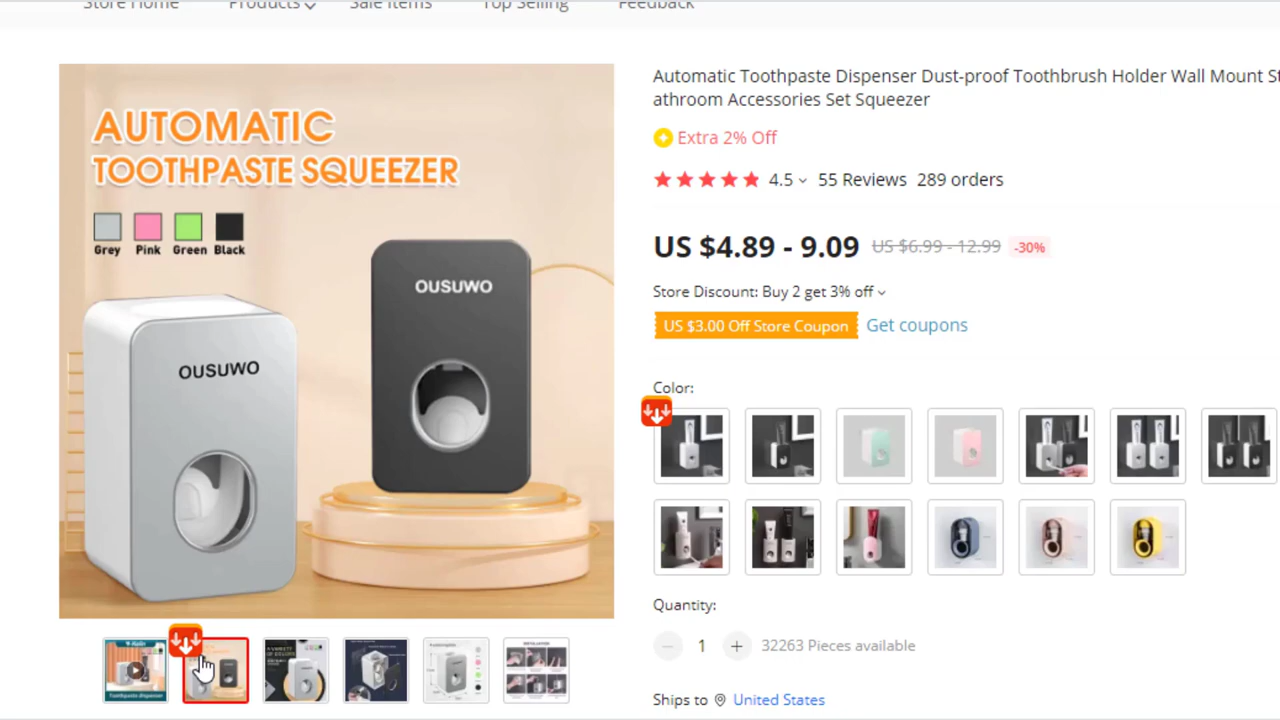 Store Home Products Sale Items Top Selling Feedback
AUTOMATIC
TOOTHPASTE SQUEEZER
Grey Pink Green Black
OUSUWO
OUSUWO
Automatic Toothpaste Dispenser Dust-proof Toothbrush Holder Wall Mount St
athroom Accessories Set Squeezer
Extra 2% Off
4.5 55 Reviews 289 orders
US $4.89 - 9.09 US $6.99 - 12.99 -30%
Store Discount: Buy 2 get 3% off
US $3.00 Off Store Coupon Get coupons
Color:
Quantity:
1 32263 Pieces available
Ships to United States